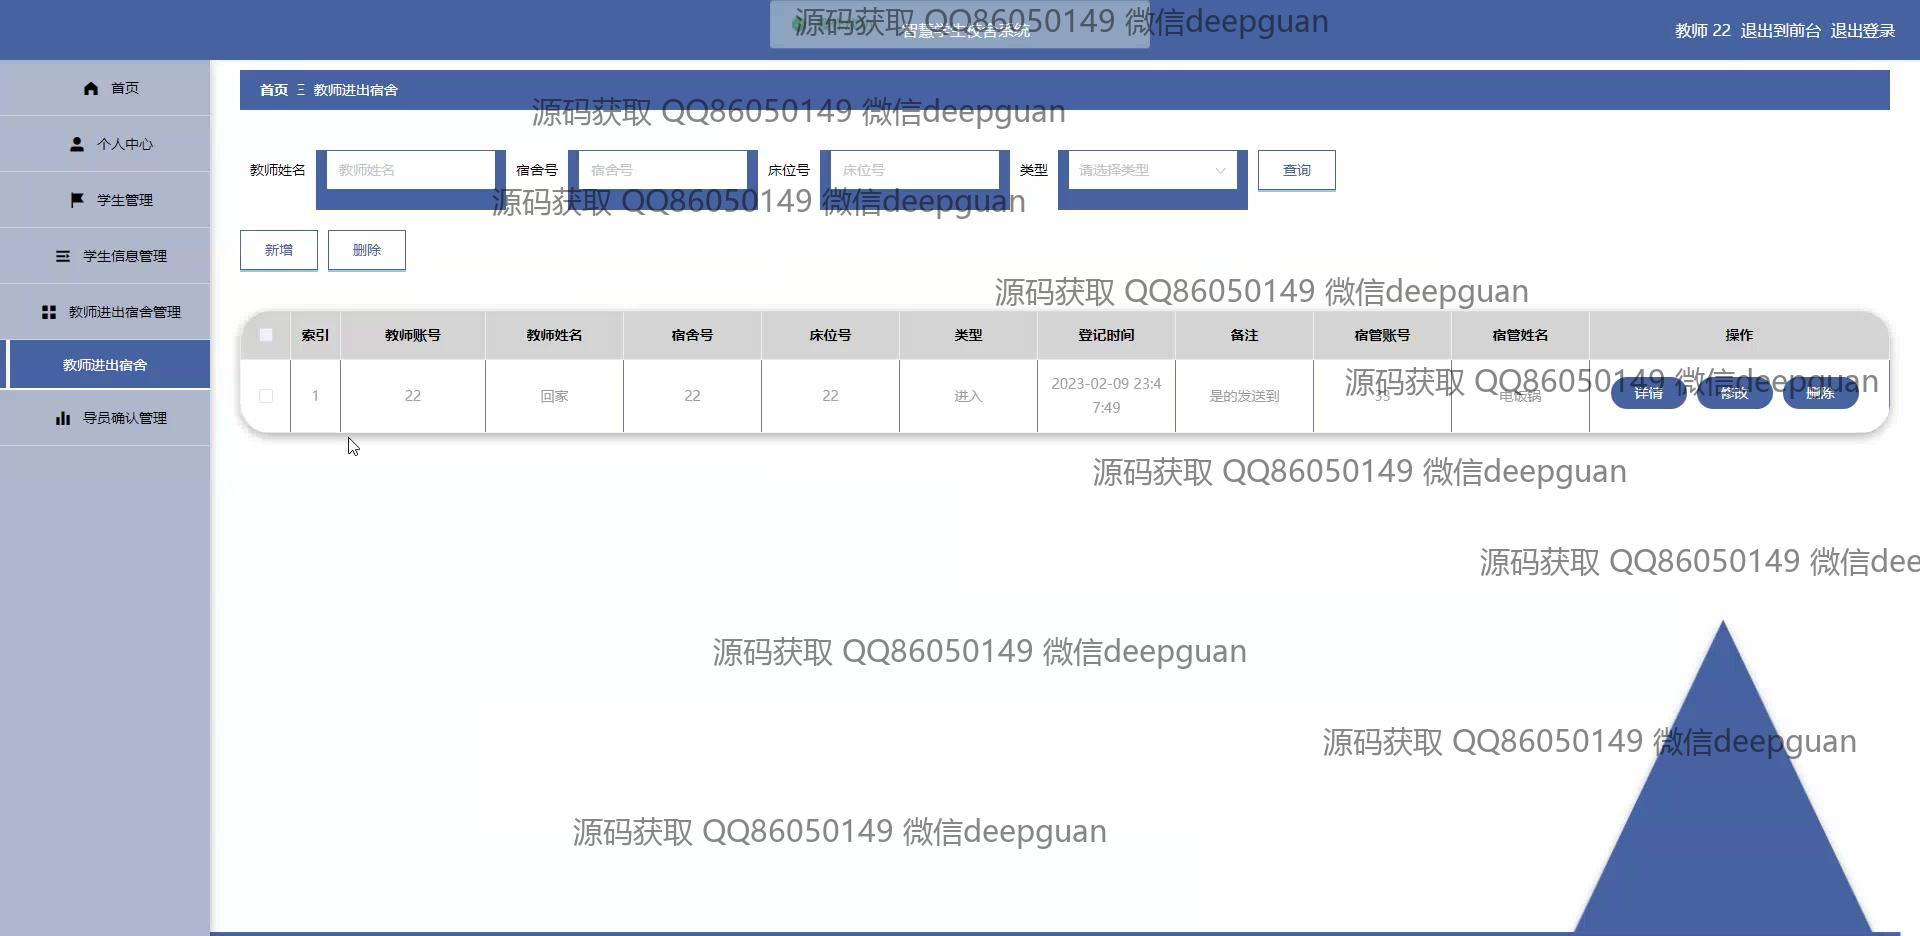 源码获取 QQ86050149 微信deepguan
智慧学生校舍系统
教师 22 退出到前台 退出登录
首页
个人中心
学生管理
学生信息管理
教师进出宿舍管理
教师进出宿舍
导员确认管理
首页 Ξ 教师进出宿舍
源码获取 QQ86050149 微信deepguan
教师姓名 教师姓名 宿舍号 宿舍号 床位号 床位号 类型 请选择类型 查询
源码获取 QQ86050149 微信deepguan
新增 删除
源码获取 QQ86050149 微信deepguan
索引 教师账号 教师姓名 宿舍号 床位号 类型 登记时间 备注 宿管账号 宿管姓名 操作
1 22 回家 22 22 进入 2023-02-09 23:4
7:49 是的发送到 33 电饭锅 详情 修改 删除
源码获取 QQ86050149 微信deepguan
源码获取 QQ86050149 微信deepguan
源码获取 QQ86050149 微信dee
源码获取 QQ86050149 微信deepguan
源码获取 QQ86050149 微信deepguan
源码获取 QQ86050149 微信deepguan